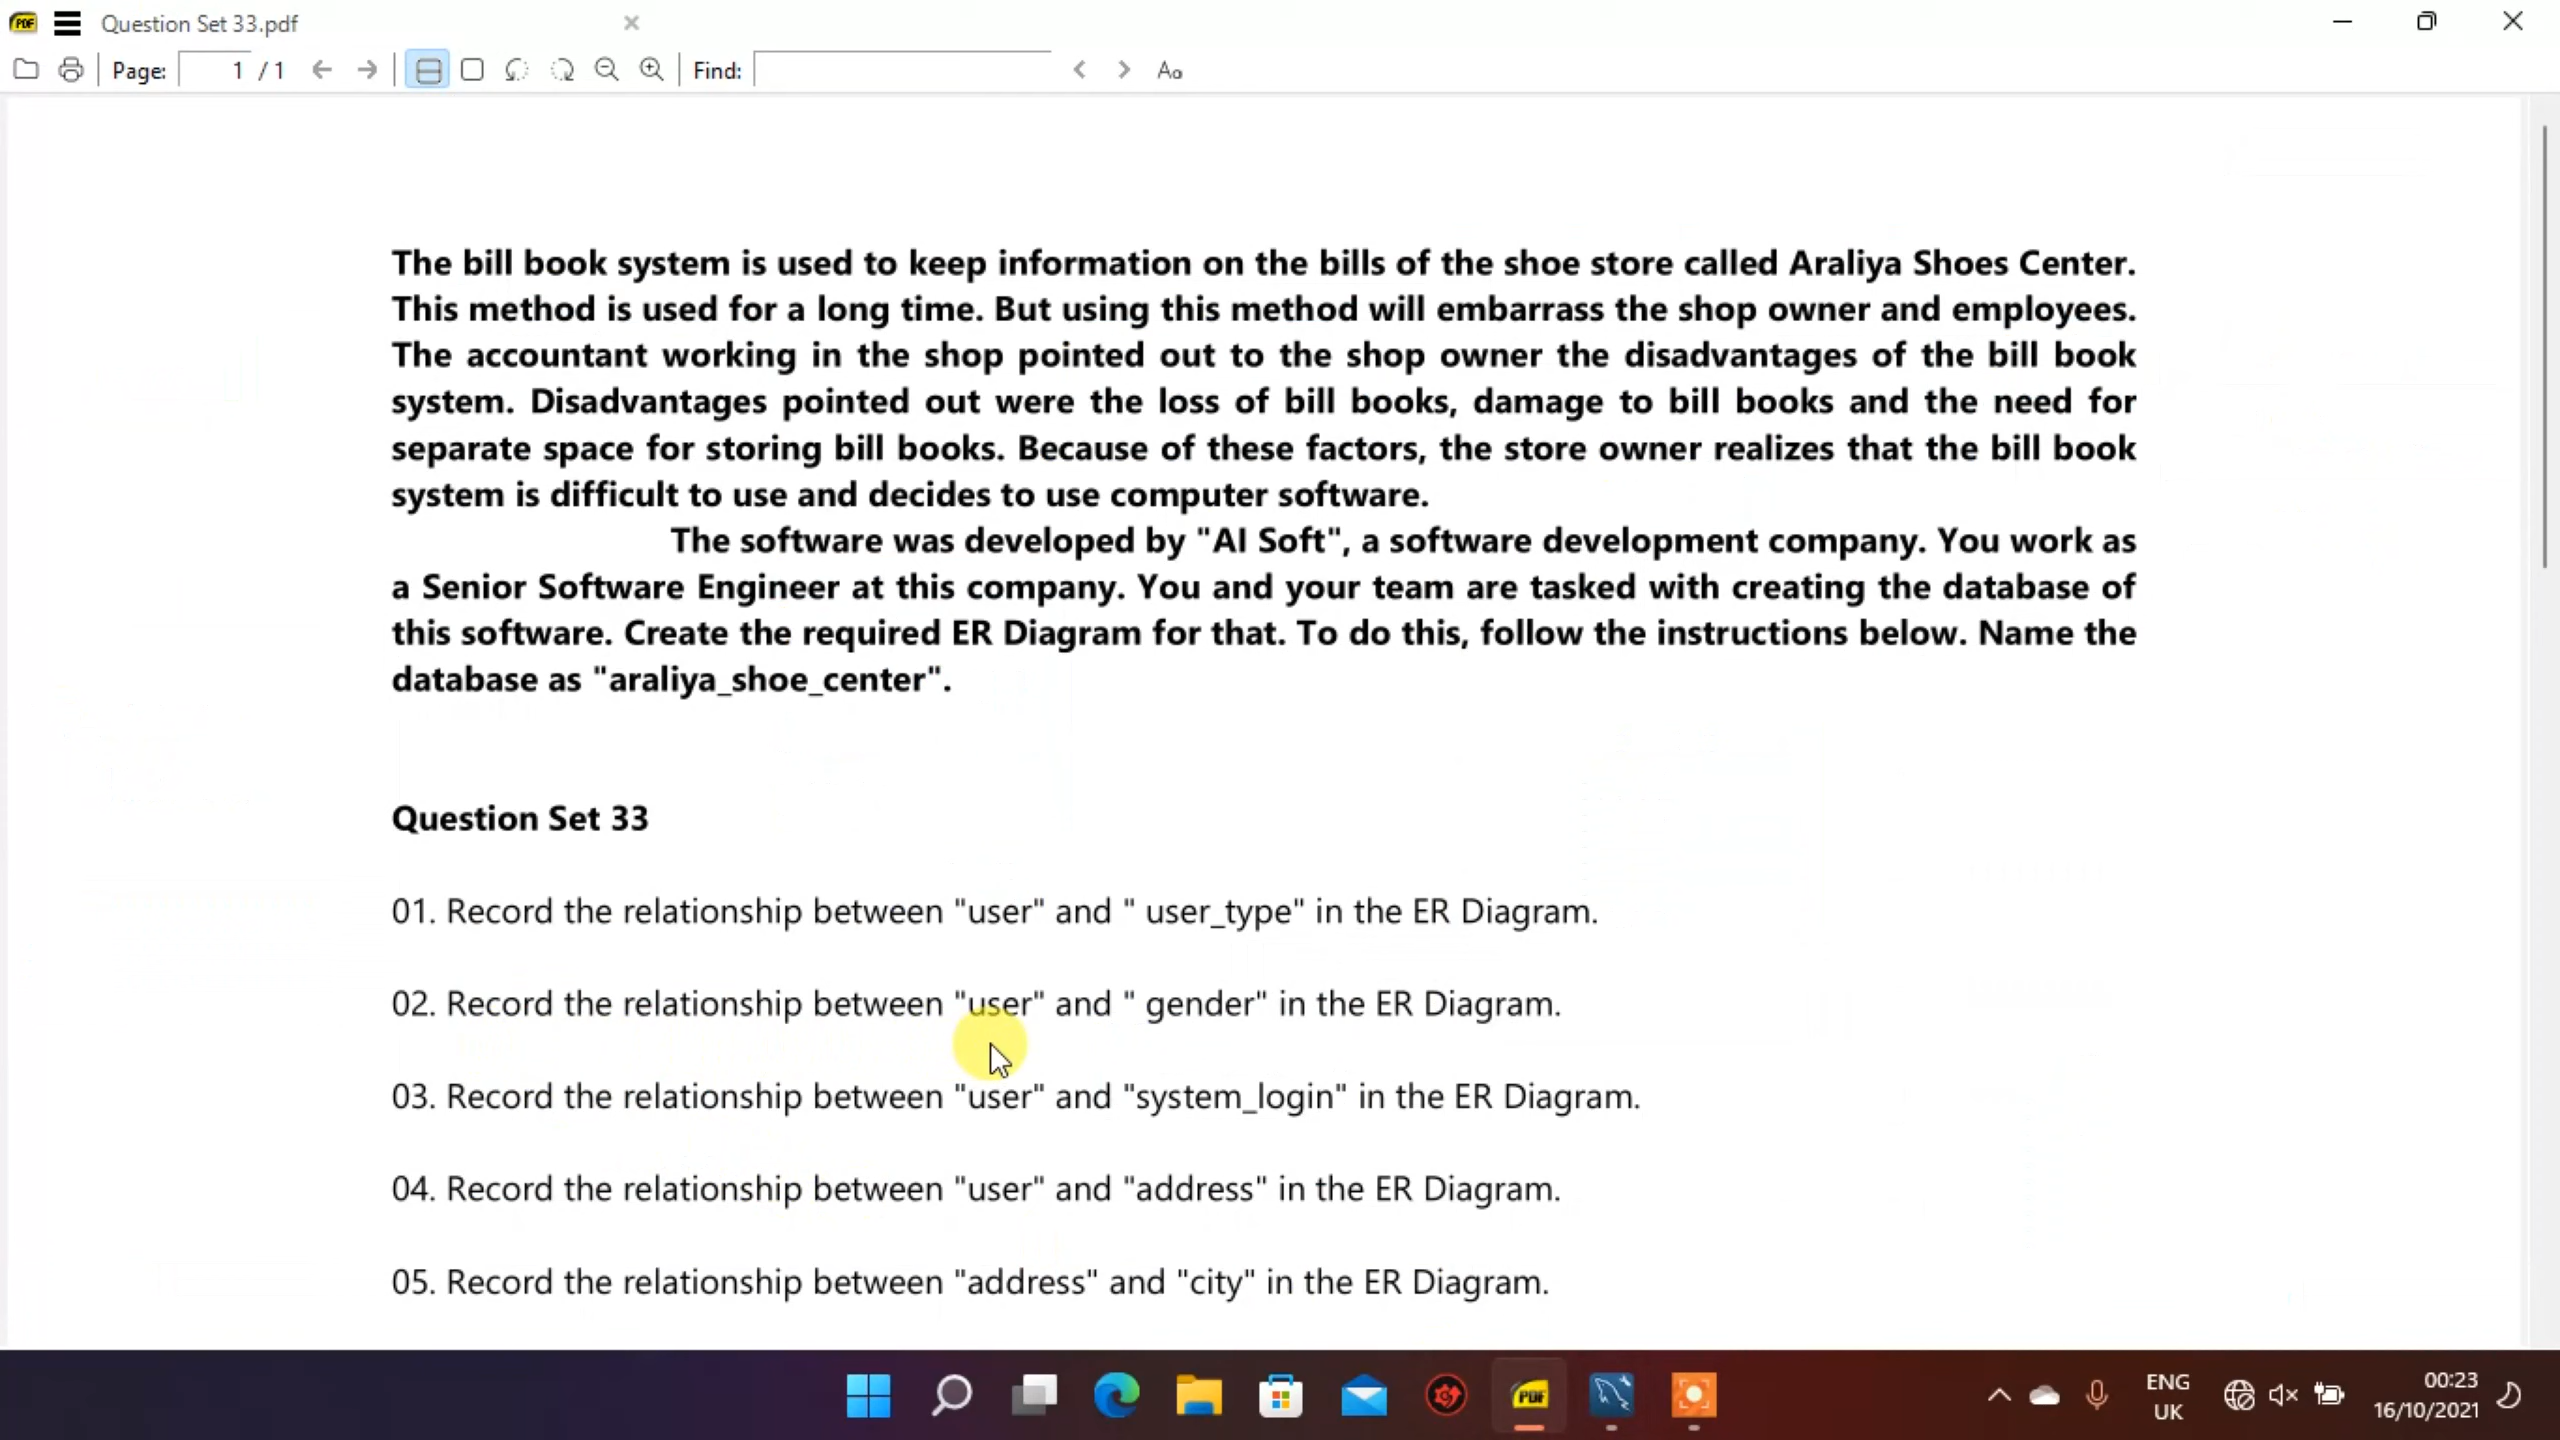 Question Set 33.pdf
Page: 1 / 1 Find:
The bill book system is used to keep information on the bills of the shoe store called Araliya Shoes Center.
This method is used for a long time. But using this method will embarrass the shop owner and employees.
The accountant working in the shop pointed out to the shop owner the disadvantages of the bill book
system. Disadvantages pointed out were the loss of bill books, damage to bill books and the need for
separate space for storing bill books. Because of these factors, the store owner realizes that the bill book
system is difficult to use and decides to use computer software.
The software was developed by "AI Soft", a software development company. You work as
a Senior Software Engineer at this company. You and your team are tasked with creating the database of
this software. Create the required ER Diagram for that. To do this, follow the instructions below. Name the
database as "araliya_shoe_center".
Question Set 33
01. Record the relationship between "user" and " user_type" in the ER Diagram.
02. Record the relationship between "user" and " gender" in the ER Diagram.
03. Record the relationship between "user" and "system_login" in the ER Diagram.
04. Record the relationship between "user" and "address" in the ER Diagram.
05. Record the relationship between "address" and "city" in the ER Diagram.
PDF
ENG
UK
00:23
16/10/2021